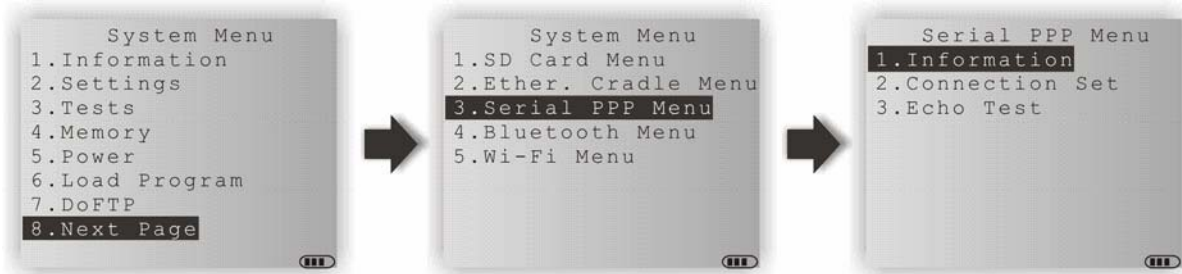 System Menu
1.Information
2.Settings
3.Tests
4.Memory
5.Power
6.Load Program
7.DoFTP
8.Next Page
System Menu
1.SD Card Menu
2.Ether. Cradle Menu
3.Serial PPP Menu
4.Bluetooth Menu
5.Wi-Fi Menu
Serial PPP Menu
1.Information
2.Connection Set
3.Echo Test